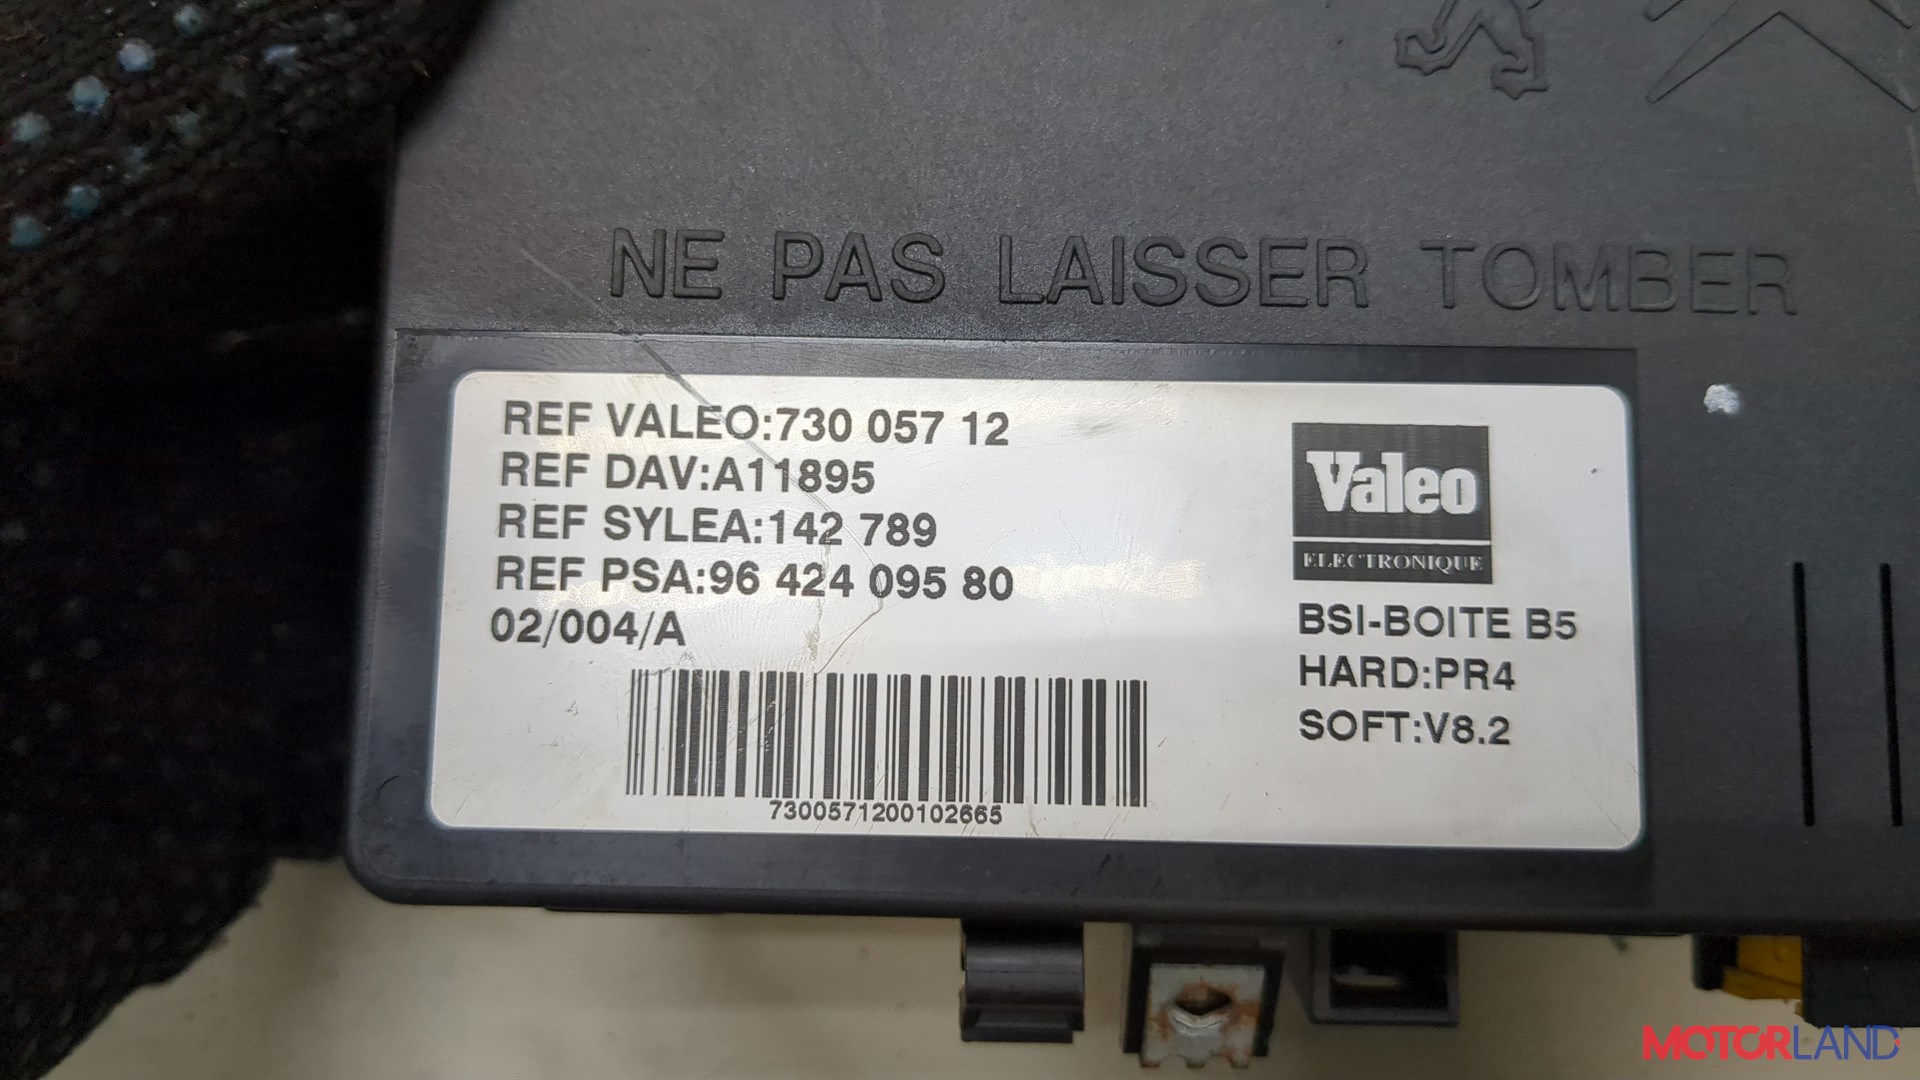 NE PAS LAISSER TOMBER
REF VALEO:730 057 12
REF DAV:A11895
REF SYLEA:142 789
REF PSA:96 424 095 80
02/004/A
7300571200102665
Valeo
ELECTRONIQUE
BSI-BOITE B5
HARD:PR4
SOFT:V8.2
MOTORLAND